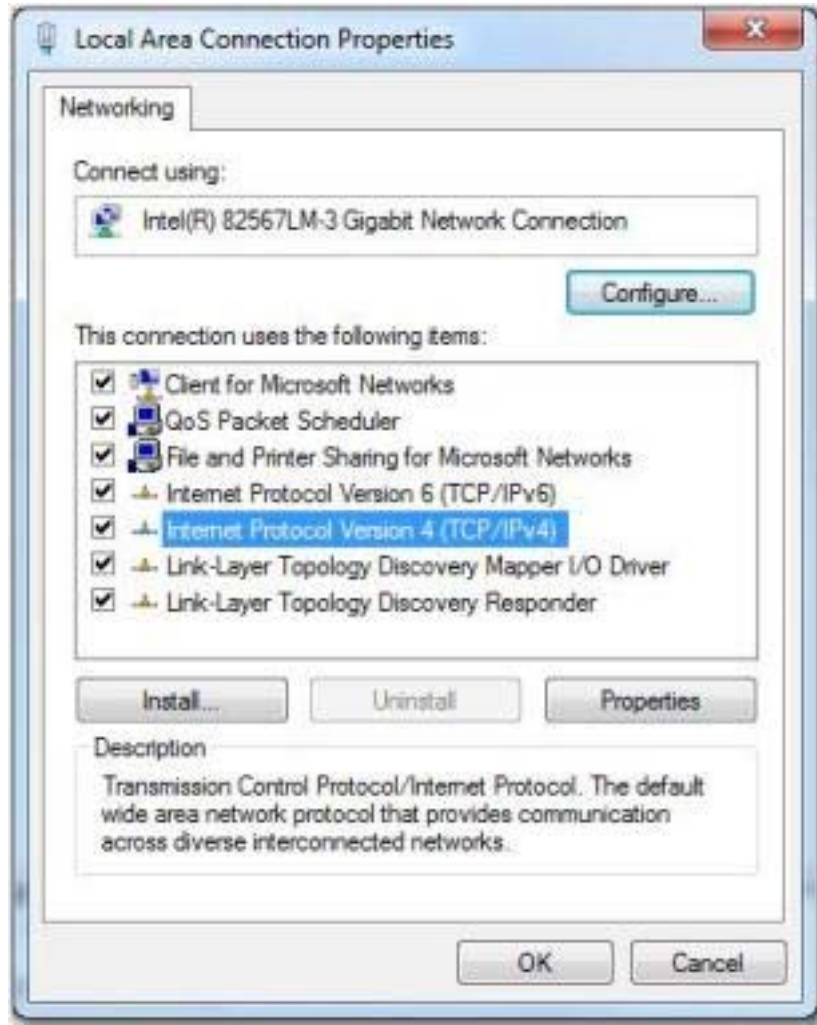 Local Area Connection Properties
Networking
Connect using:
Intel(R) 82567LM-3 Gigabit Network Connection
Configure...
This connection uses the following items:
Client for Microsoft Networks
QoS Packet Scheduler
File and Printer Sharing for Microsoft Networks
Internet Protocol Version 6 (TCP/IPv6)
Internet Protocol Version 4 (TCP/IPv4)
Link-Layer Topology Discovery Mapper I/O Driver
Link-Layer Topology Discovery Responder
Install...
Uninstall
Properties
Description
Transmission Control Protocol/Internet Protocol. The default
wide area network protocol that provides communication
across diverse interconnected networks.
OK
Cancel